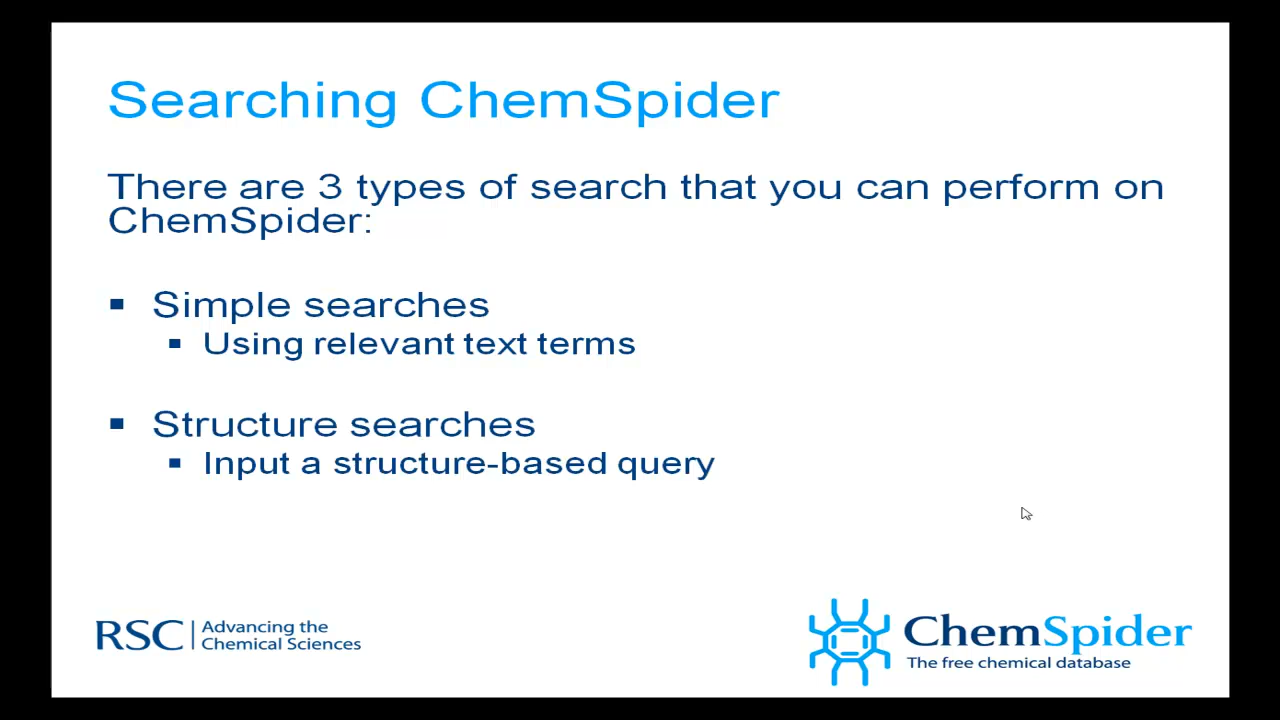 Searching ChemSpider
There are 3 types of search that you can perform on
ChemSpider:
Simple searches
Using relevant text terms
Structure searches
Input a structure-based query
RSC
Advancing the
Chemical Sciences
ChemSpider
The free chemical database